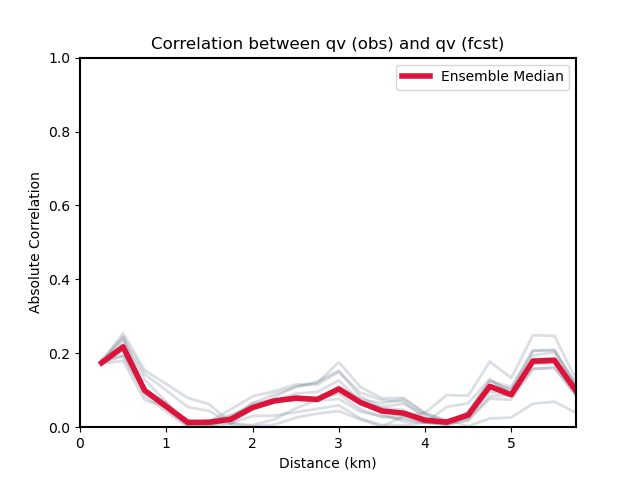 Correlation between qv (obs) and qv (fcst)
Ensemble Median
1.0
0.8
0.6
0.4
0.2
0.0
Absolute Correlation
0 1 2 3 4 5
Distance (km)